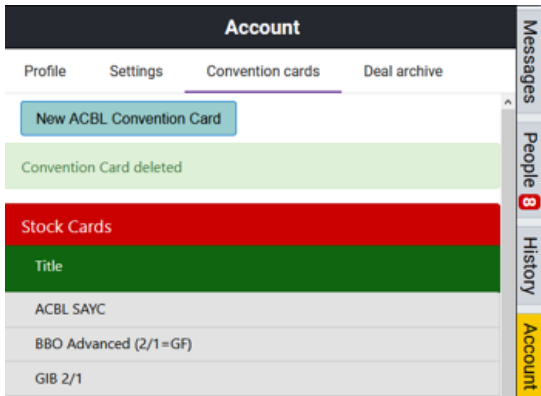 Account
Profile Settings Convention cards Deal archive
New ACBL Convention Card
Convention Card deleted
Stock Cards
Title
ACBL SAYC
BBO Advanced (2/1=GF)
GIB 2/1
Messages
People 8
History
Account